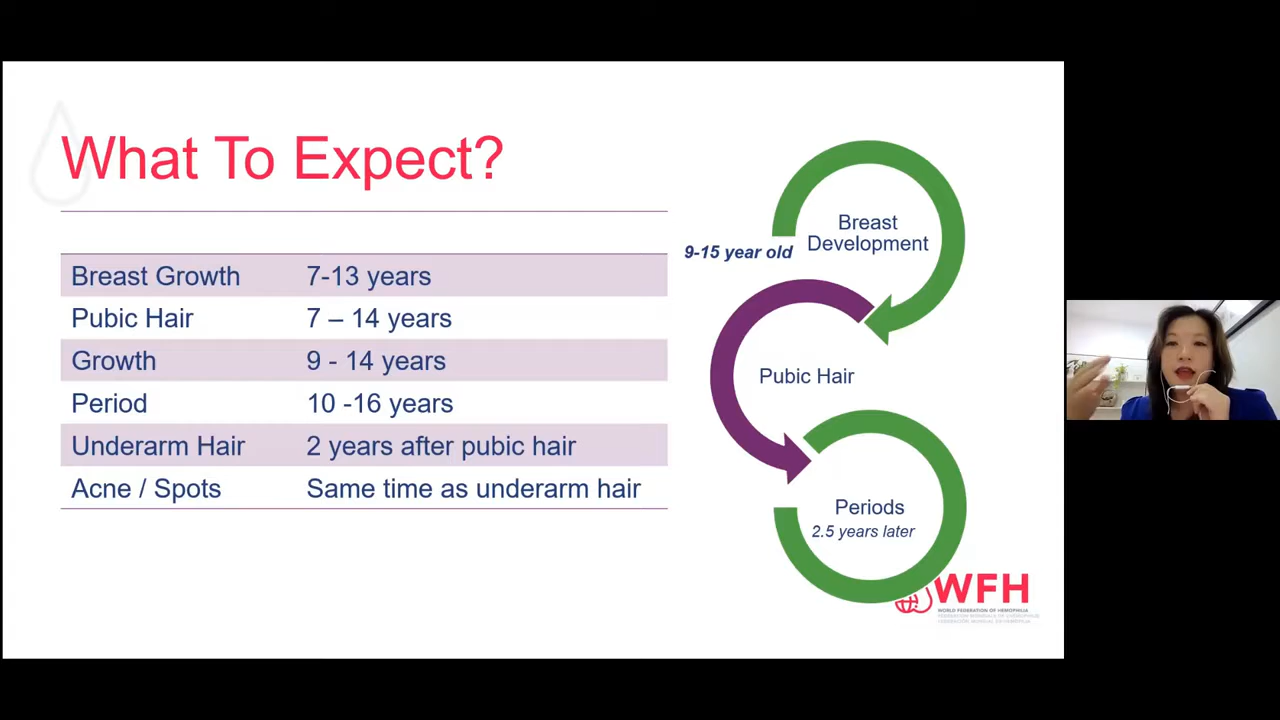 What To Expect?
Breast Growth 7-13 years
Pubic Hair 7 – 14 years
Growth 9 - 14 years
Period 10 -16 years
Underarm Hair 2 years after pubic hair
Acne / Spots Same time as underarm hair
Breast
Development
9-15 year old
Pubic Hair
Periods
2.5 years later
WFH
WORLD FEDERATION OF HEMOPHILIA
FÉDÉRATION MONDIALE DE L'HÉMOPHILIE
FEDERACIÓN MUNDIAL DE HEMOFILIA